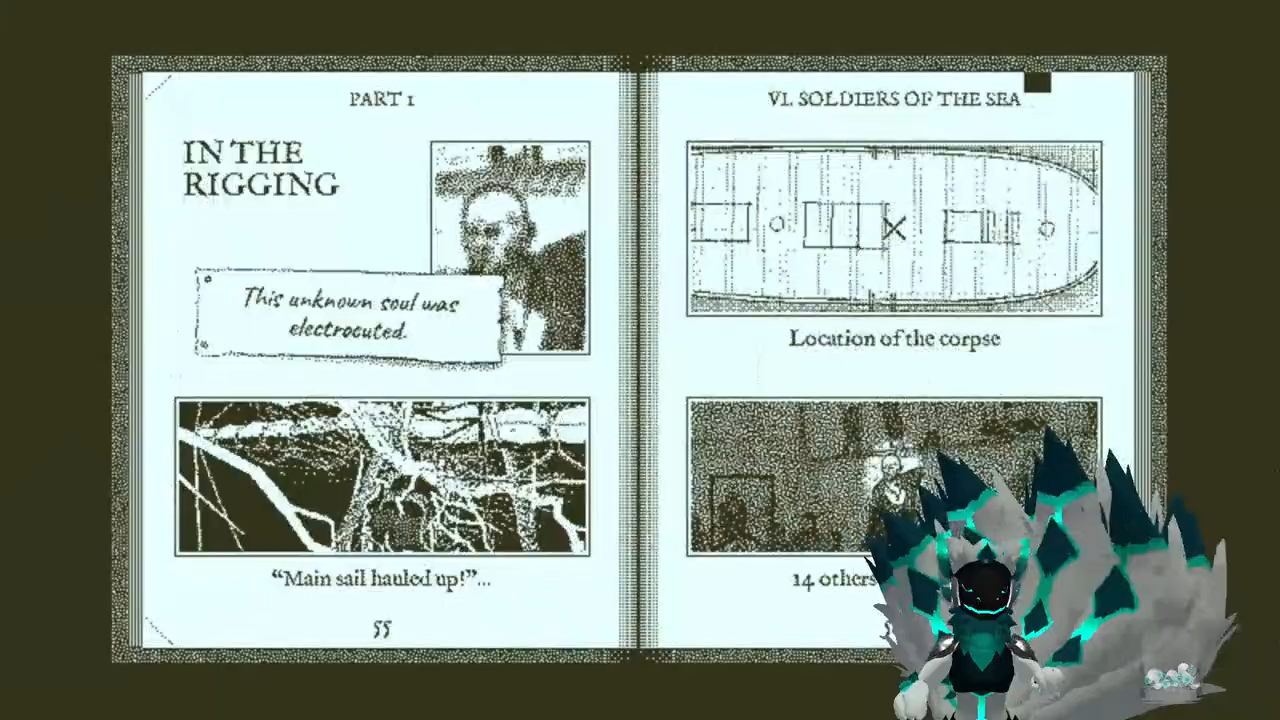 PART 1
IN THE
RIGGING
This unknown soul was
electrocuted.
“Main sail hauled up!”...
55
VI. SOLDIERS OF THE SEA
Location of the corpse
14 others